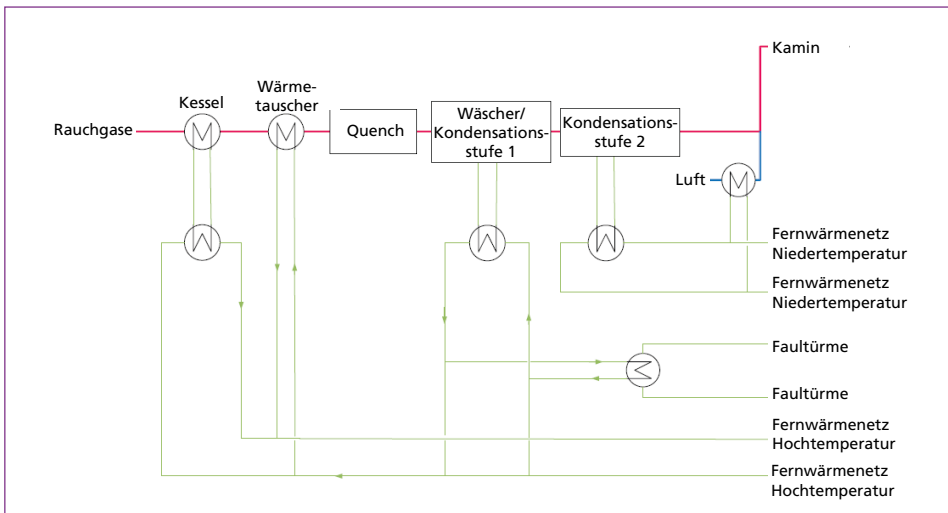 Kamin
Wärme-
tauscher
Kessel
Rauchgase
Quench
Wäscher/
Kondensations-
stufe 1
Kondensations-
stufe 2
Luft
Fernwärmenetz
Niedertemperatur
Fernwärmenetz
Niedertemperatur
Faultürme
Faultürme
Fernwärmenetz
Hochtemperatur
Fernwärmenetz
Hochtemperatur